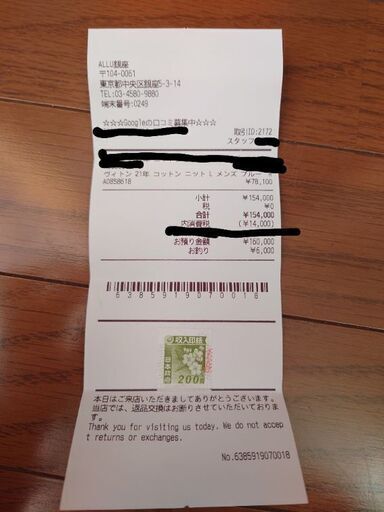 ALLU銀座
〒104-0061
東京都中央区銀座5-3-14
TEL:03-4580-9880
端末番号:0249
☆☆☆Googleの口コミ募集中☆☆☆
取引ID:2172
スタッフ
ヴィトン 21年 コットン ニット L メンズ ブルー
A0858618 ¥78,100
小計 ¥154,000
税 ¥0
合計 ¥154,000
内消費税 (¥14,000)
お預り金額 ¥160,000
お釣り ¥6,000
6385919070018
収入印紙
200
日本政府
本日はご来店いただきましてありがとうございます。
当店では、返品交換はお断りさせていただいておりま
す。
Thank you for visiting us today. We do not accep
t returns or exchanges.
No.6385919070018